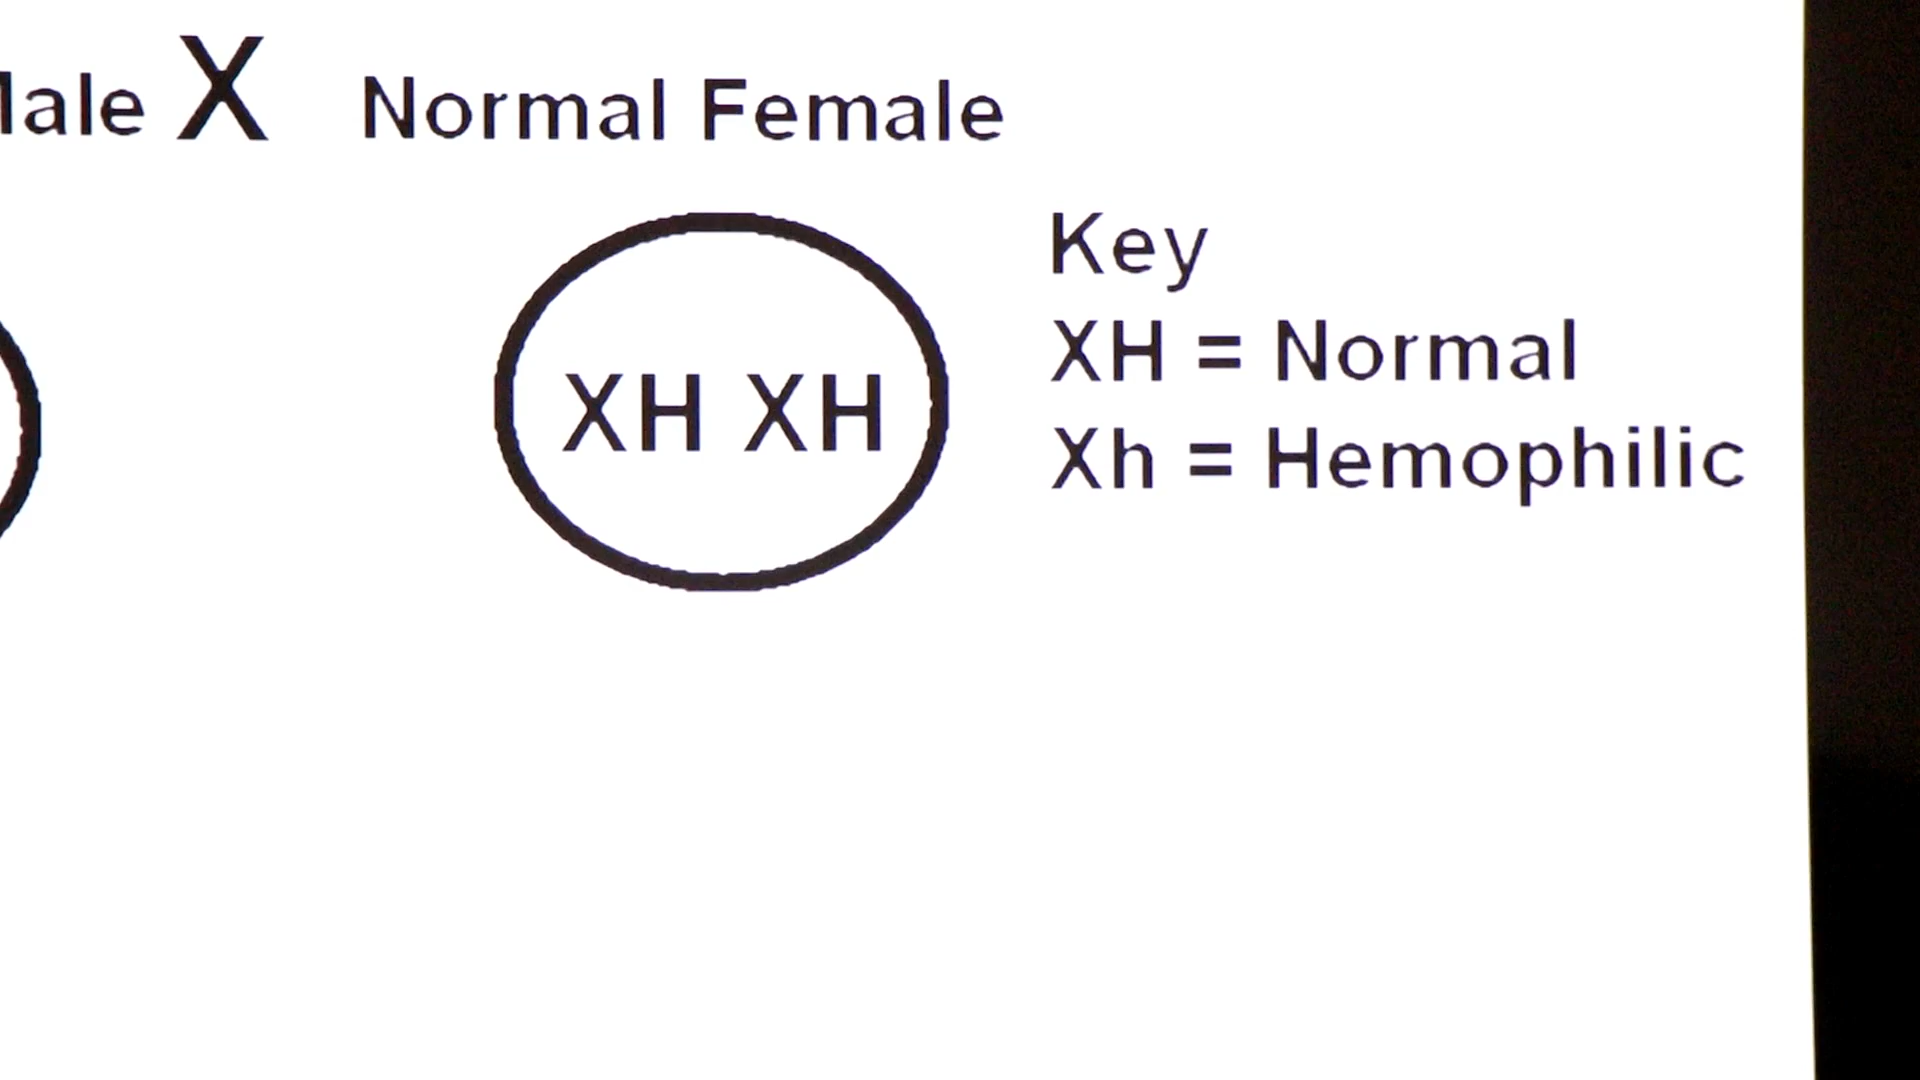 ale X Normal Female
Key
XH = Normal
XH XH
Xh = Hemophilic